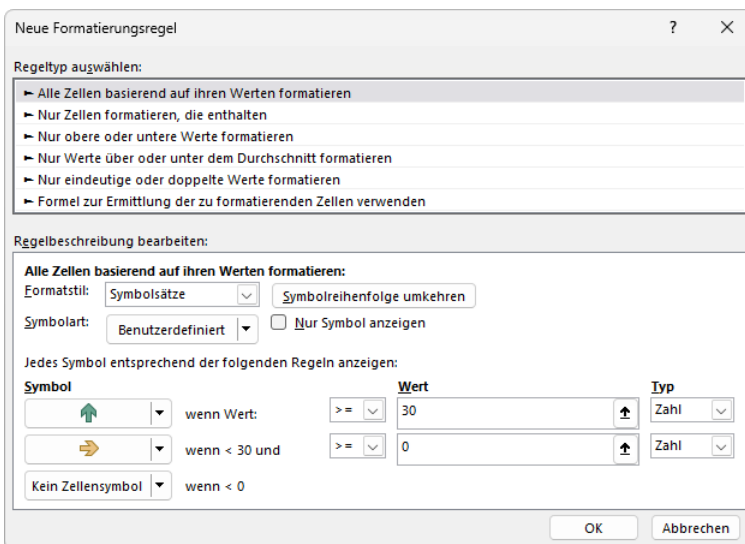 Neue Formatierungsregel ? ×
Regeltyp auswählen:
► Alle Zellen basierend auf ihren Werten formatieren
► Nur Zellen formatieren, die enthalten
► Nur obere oder untere Werte formatieren
► Nur Werte über oder unter dem Durchschnitt formatieren
► Nur eindeutige oder doppelte Werte formatieren
► Formel zur Ermittlung der zu formatierenden Zellen verwenden
Regelbeschreibung bearbeiten:
Alle Zellen basierend auf ihren Werten formatieren:
Formatstil: Symbolsätze Symbolreihenfolge umkehren
Symbolart: Benutzerdefiniert Nur Symbol anzeigen
Jedes Symbol entsprechend der folgenden Regeln anzeigen:
Symbol Wert Typ
wenn Wert: >= 30 Zahl
wenn < 30 und >= 0 Zahl
Kein Zellensymbol wenn < 0
OK Abbrechen